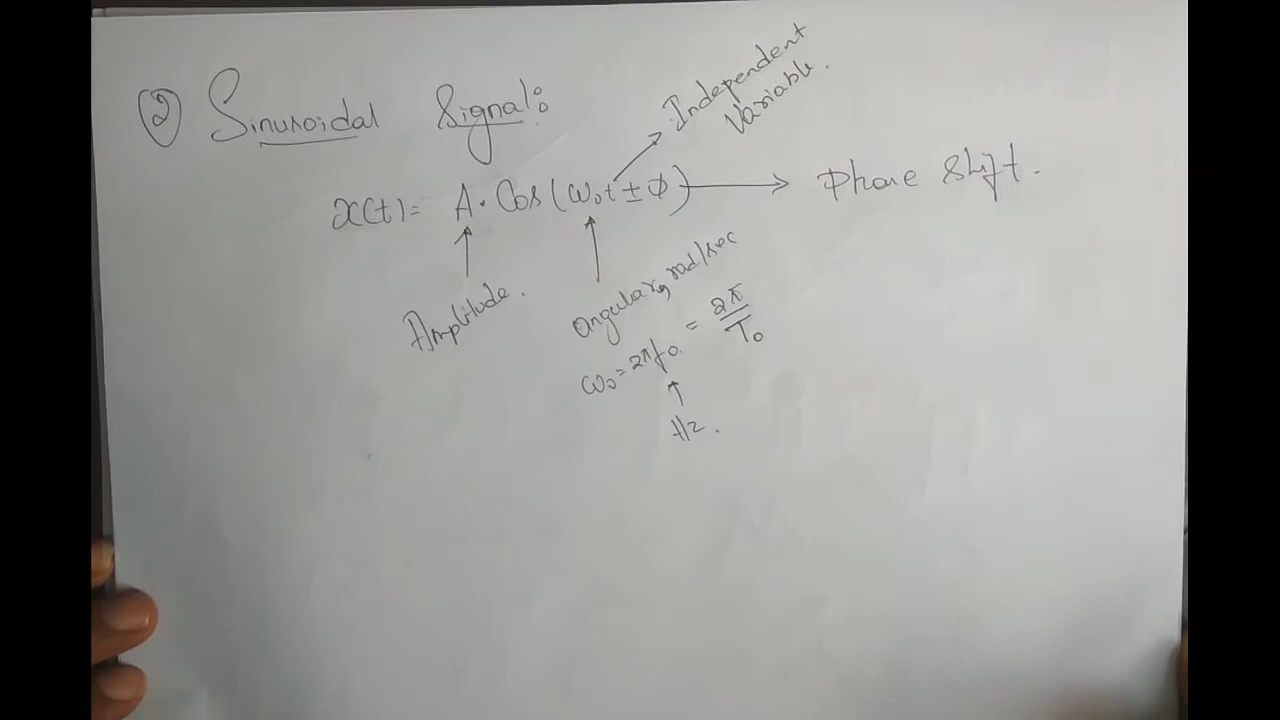 ② Sinusoidal Signal:
Independent
Variable.
x(t) = A. Cos(ω₀t ± φ) → Phase Shift.
Amplitude.
angular, rad/sec
ω₀ = 2πf₀ = 2π/T₀
Hz.